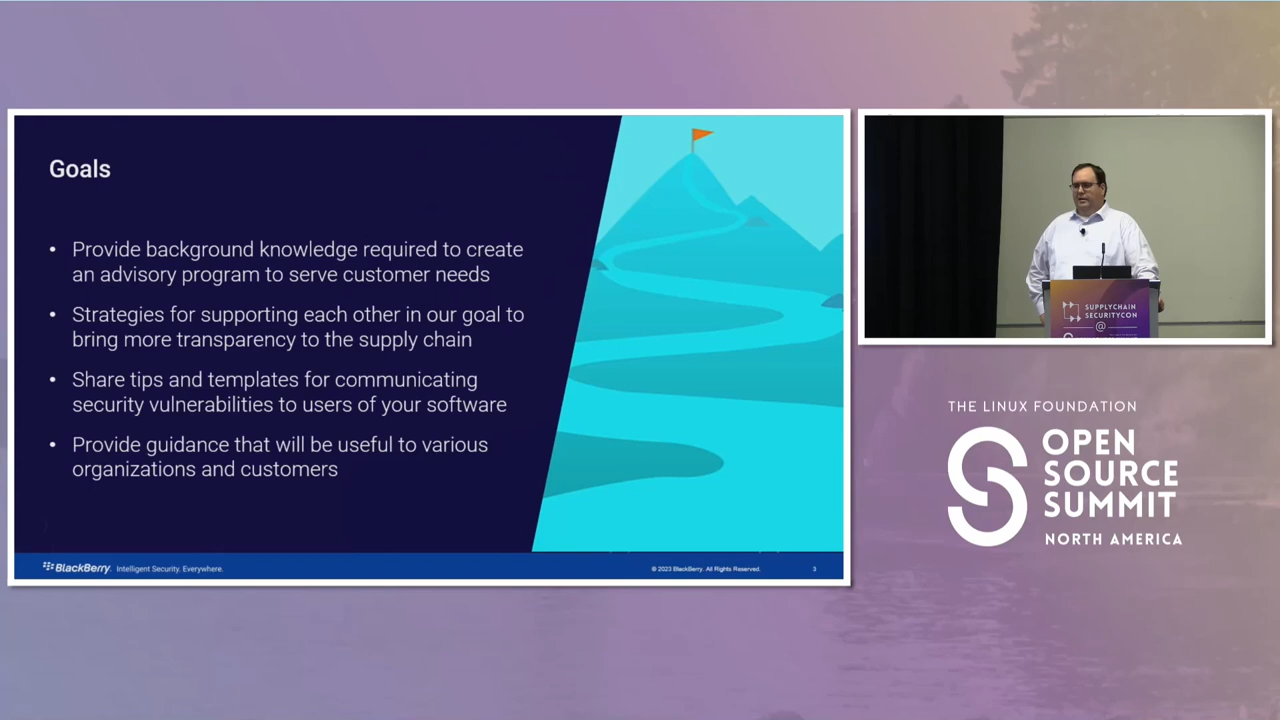 Goals
• Provide background knowledge required to create
an advisory program to serve customer needs
• Strategies for supporting each other in our goal to
bring more transparency to the supply chain
• Share tips and templates for communicating
security vulnerabilities to users of your software
• Provide guidance that will be useful to various
organizations and customers
BlackBerry. Intelligent Security. Everywhere.
© 2023 BlackBerry. All Rights Reserved.
3
SUPPLYCHAIN
SECURITYCON
@
THE LINUX FOUNDATION
OPEN
SOURCE
SUMMIT
NORTH AMERICA